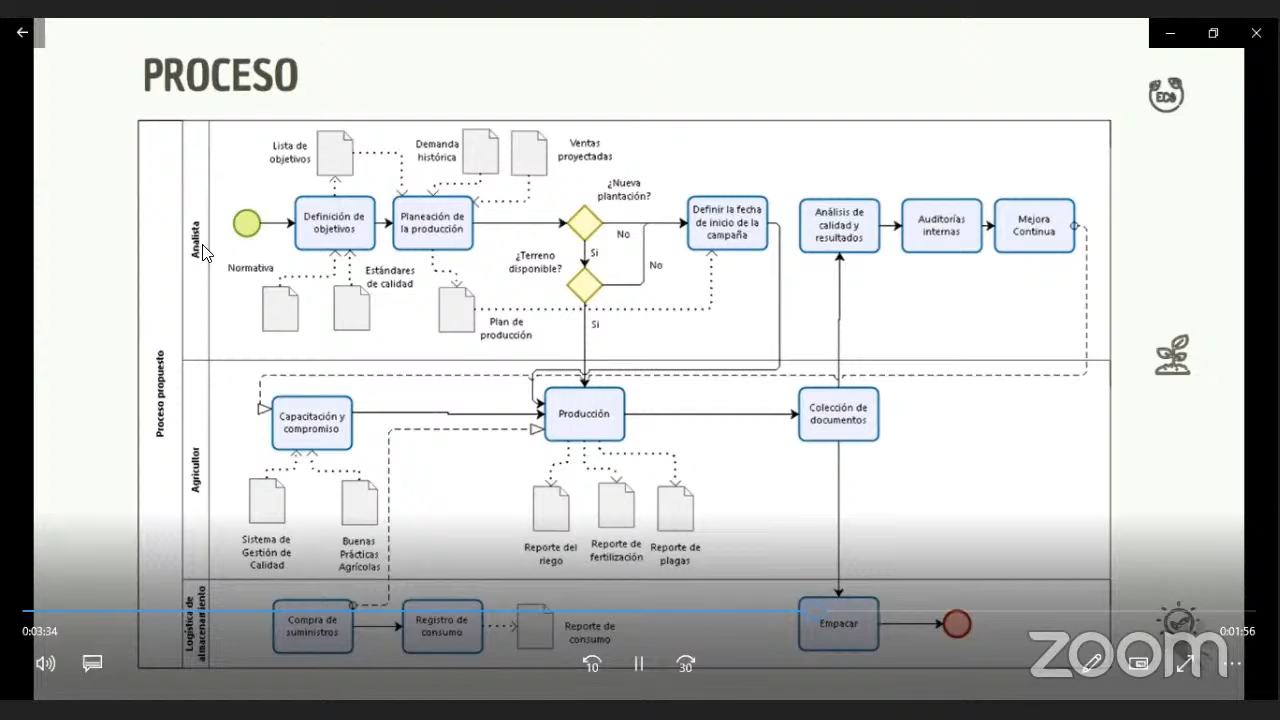 PROCESO
ECO
Proceso propuesto
Analista
Lista de
objetivos
Demanda
histórica
Ventas
proyectadas
¿Nueva
plantación?
Definición de
objetivos
Planeación de
la producción
No
Definir la fecha
de inicio de la
campaña
Análisis de
calidad y
resultados
Auditorías
internas
Mejora
Continua
Si
¿Terreno
disponible?
No
Normativa
Estándares
de calidad
Plan de
producción
Si
Agricultor
Capacitación y
compromiso
Producción
Colección de
documentos
Sistema de
Gestión de
Calidad
Buenas
Prácticas
Agrícolas
Reporte del
riego
Reporte de
fertilización
Reporte de
plagas
Logística de
almacenamiento
Compra de
suministros
Registro de
consumo
Reporte de
consumo
Empacar
0:03:34
0:01:56
10
30
zoom